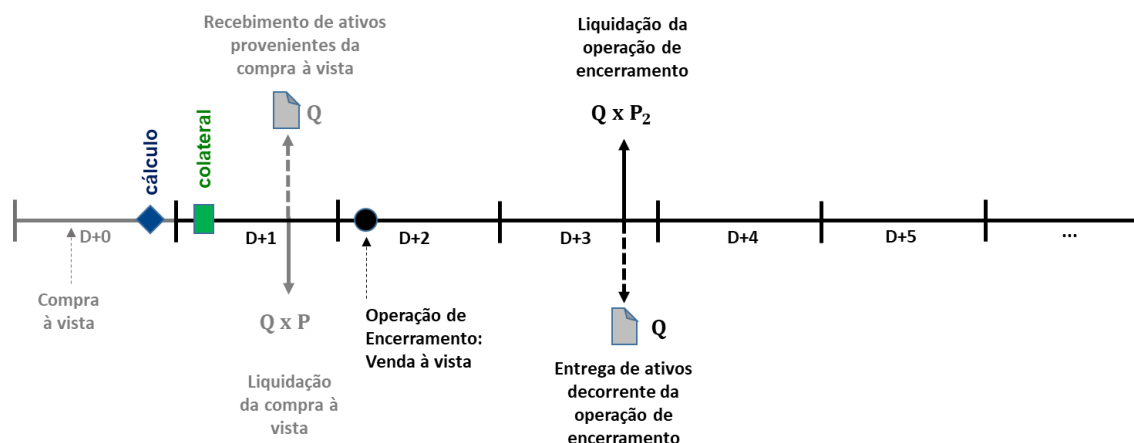 Recebimento de ativos
provenientes da
compra à vista
Q
Liquidação da
operação de
encerramento
Q x P₂
cálculo
colateral
D+0
D+1
D+2
D+3
D+4
D+5
...
Compra
à vista
Q x P
Liquidação
da compra à
vista
Operação de
Encerramento:
Venda à vista
Q
Entrega de ativos
decorrente da
operação de
encerramento